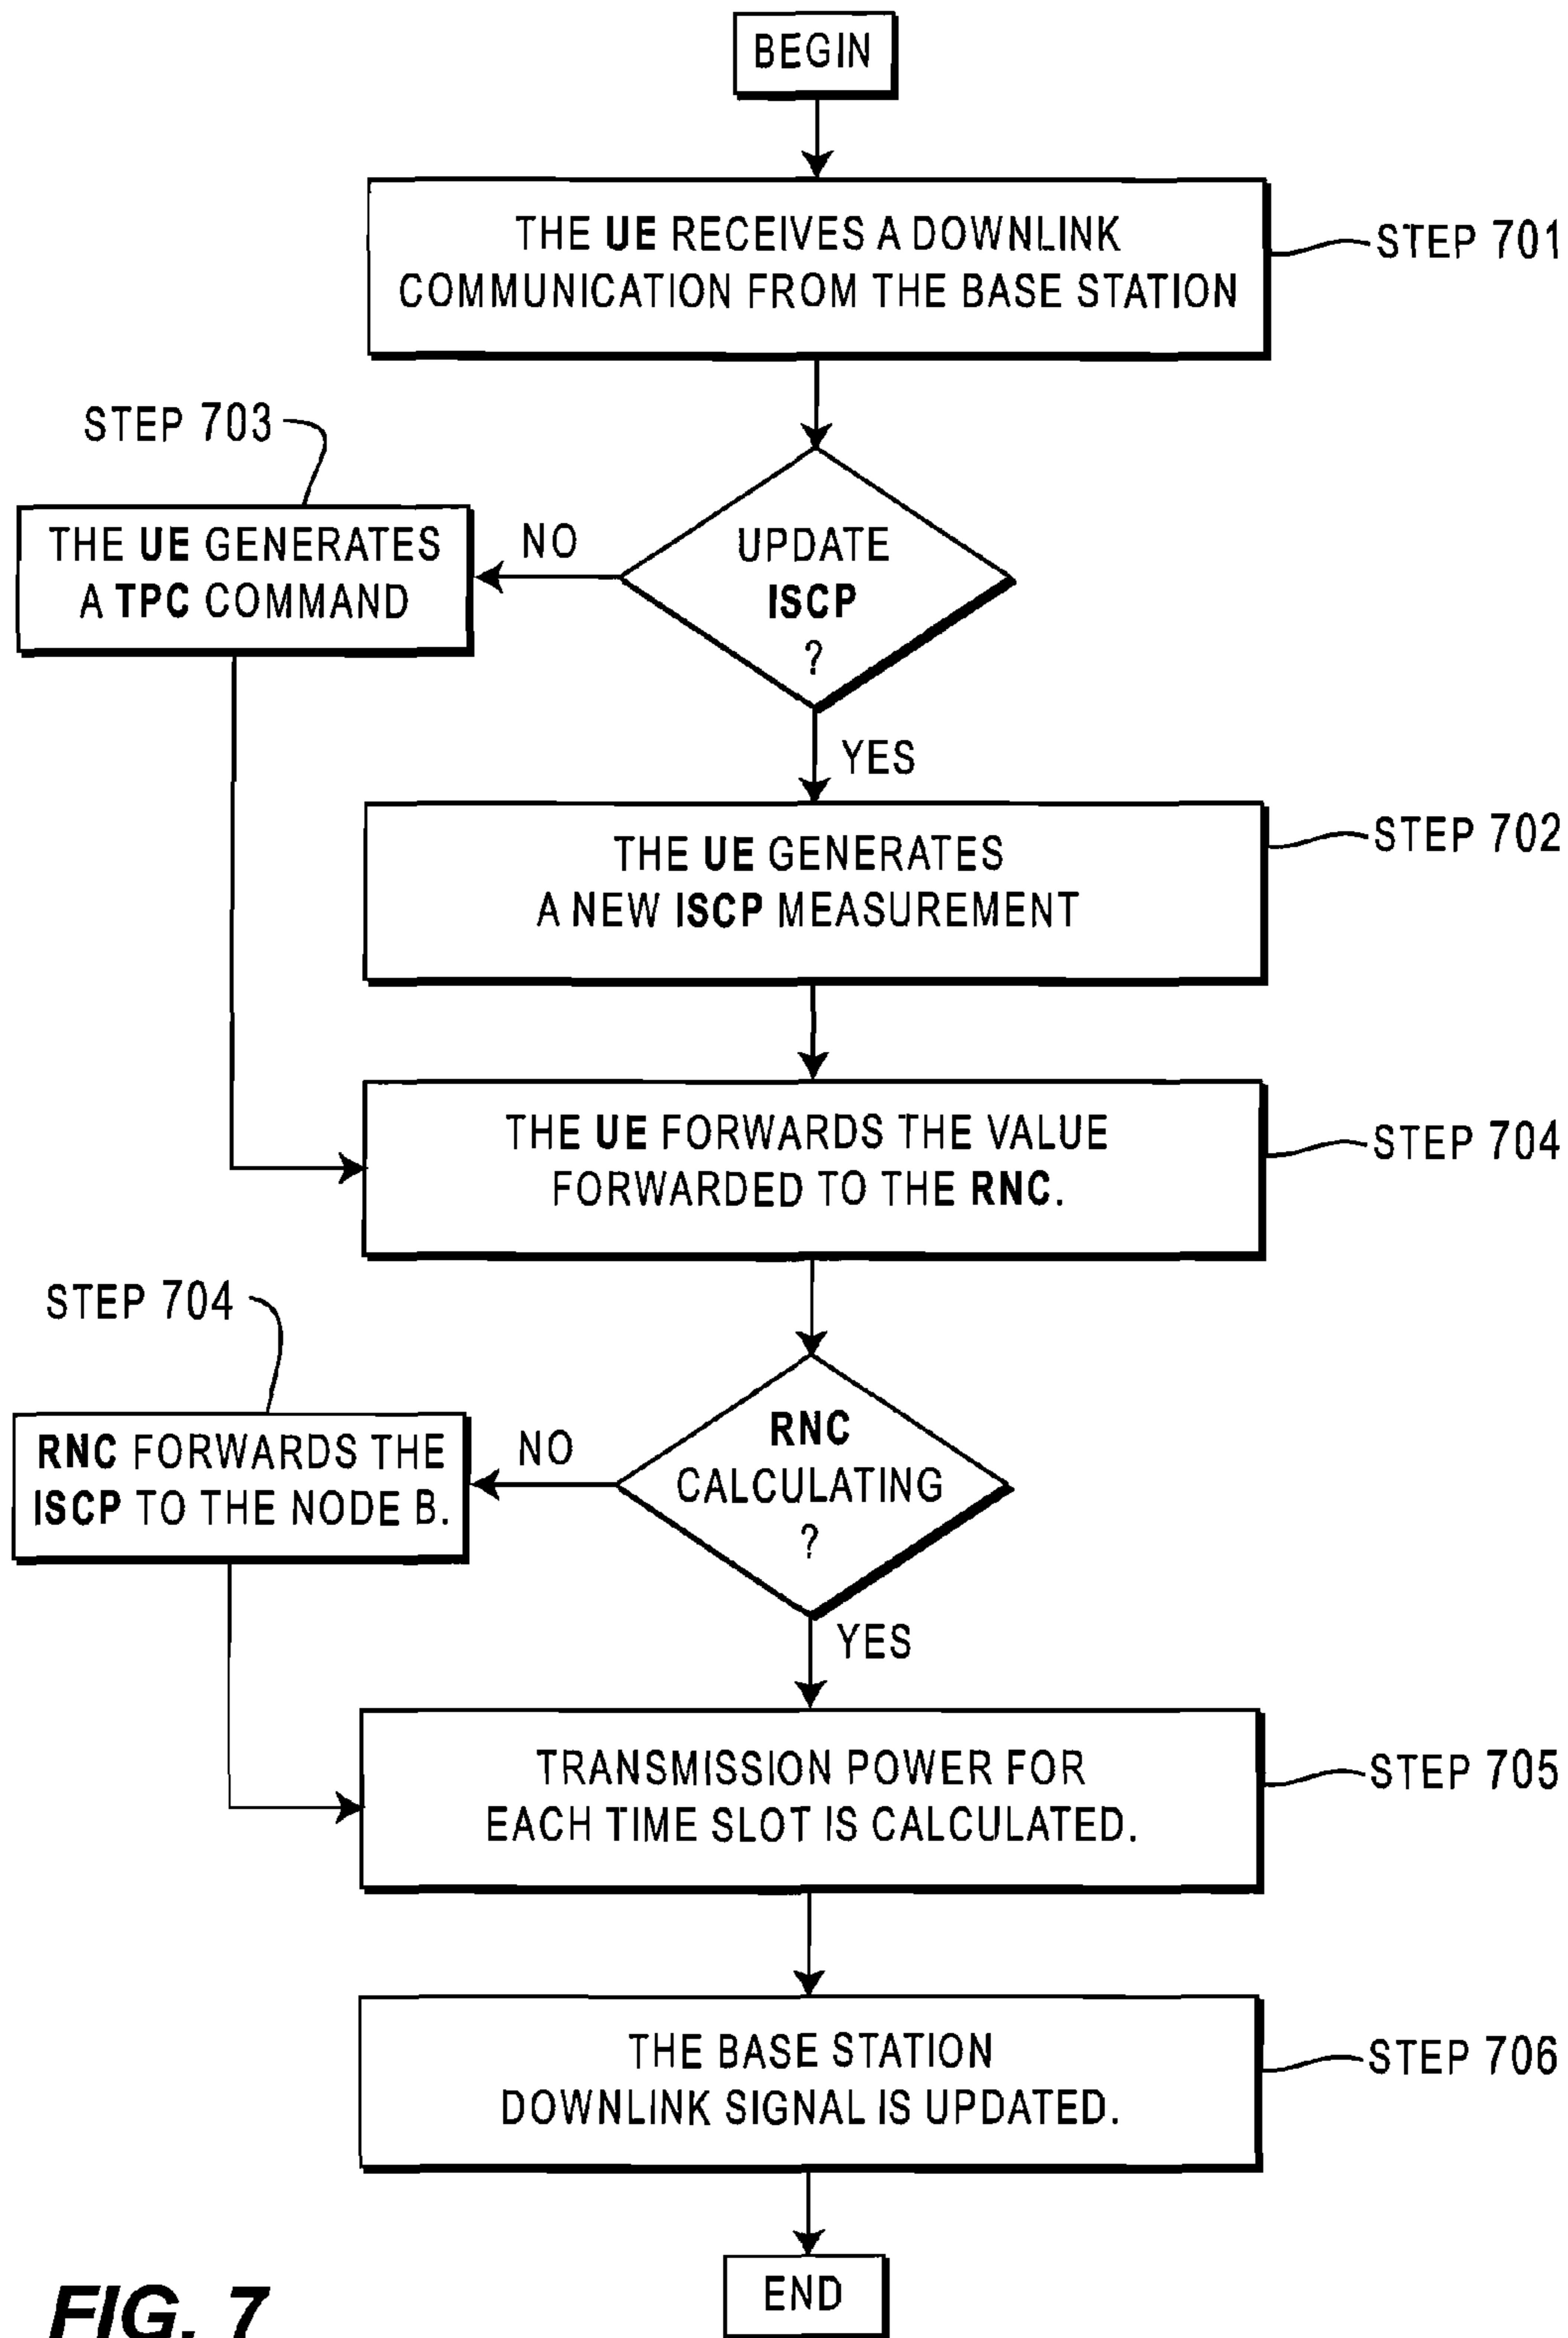 BEGIN
THE UE RECEIVES A DOWNLINK
COMMUNICATION FROM THE BASE STATION
STEP 701
STEP 703
THE UE GENERATES
A TPC COMMAND
NO
UPDATE
ISCP
?
YES
THE UE GENERATES
A NEW ISCP MEASUREMENT
STEP 702
THE UE FORWARDS THE VALUE
FORWARDED TO THE RNC.
STEP 704
STEP 704
RNC FORWARDS THE
ISCP TO THE NODE B.
NO
RNC
CALCULATING
?
YES
TRANSMISSION POWER FOR
EACH TIME SLOT IS CALCULATED.
STEP 705
THE BASE STATION
DOWNLINK SIGNAL IS UPDATED.
STEP 706
END
FIG. 7